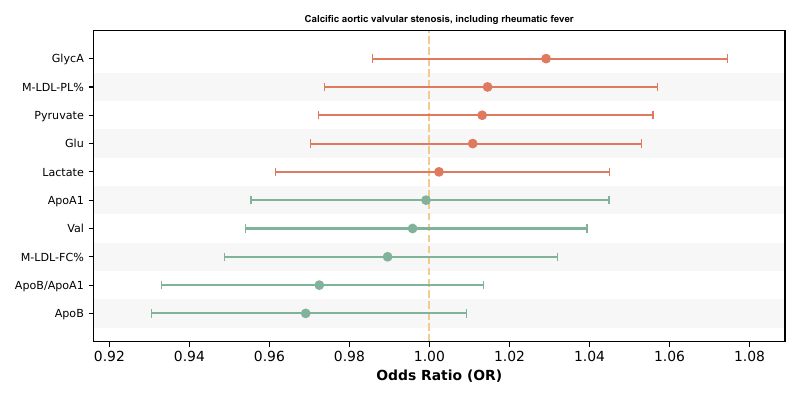 Calcific aortic valvular stenosis, including rheumatic fever
GlycA
M-LDL-PL%
Pyruvate
Glu
Lactate
ApoA1
Val
M-LDL-FC%
ApoB/ApoA1
ApoB
0.92 0.94 0.96 0.98 1.00 1.02 1.04 1.06 1.08
Odds Ratio (OR)